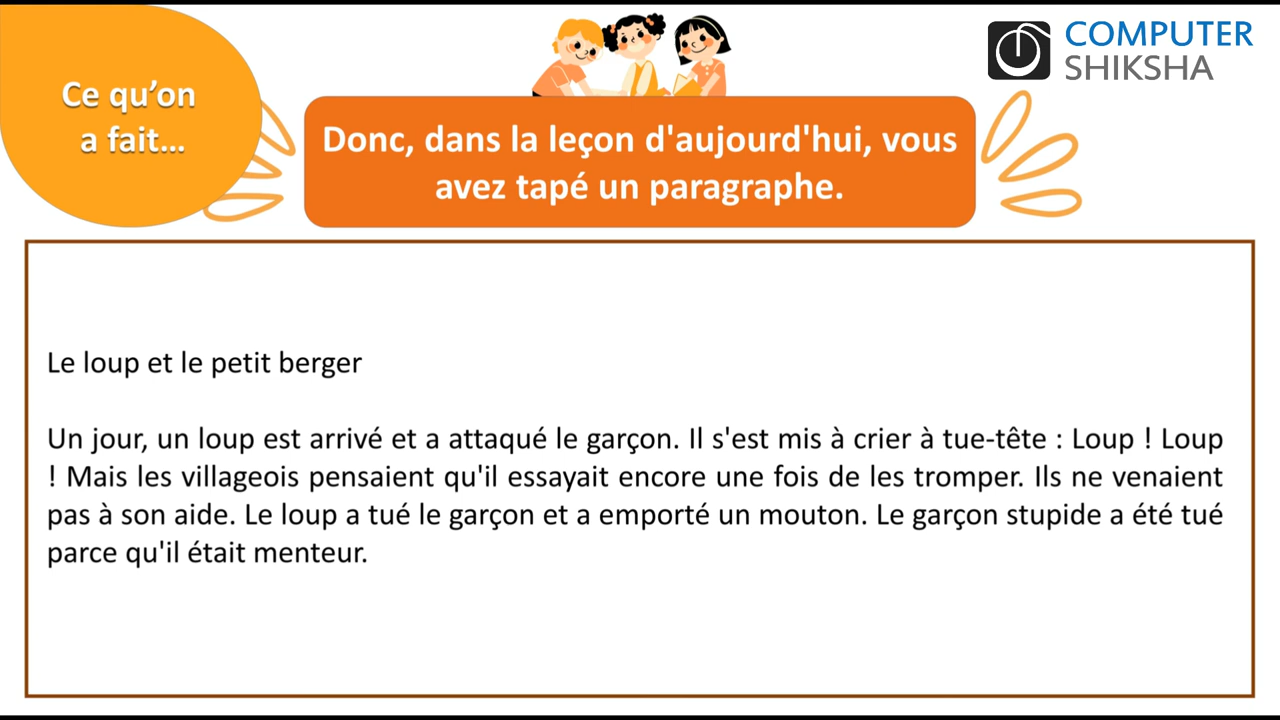 Ce qu’on
a fait...
COMPUTER
SHIKSHA
Donc, dans la leçon d'aujourd'hui, vous
avez tapé un paragraphe.
Le loup et le petit berger
Un jour, un loup est arrivé et a attaqué le garçon. Il s'est mis à crier à tue-tête : Loup ! Loup
! Mais les villageois pensaient qu'il essayait encore une fois de les tromper. Ils ne venaient
pas à son aide. Le loup a tué le garçon et a emporté un mouton. Le garçon stupide a été tué
parce qu'il était menteur.